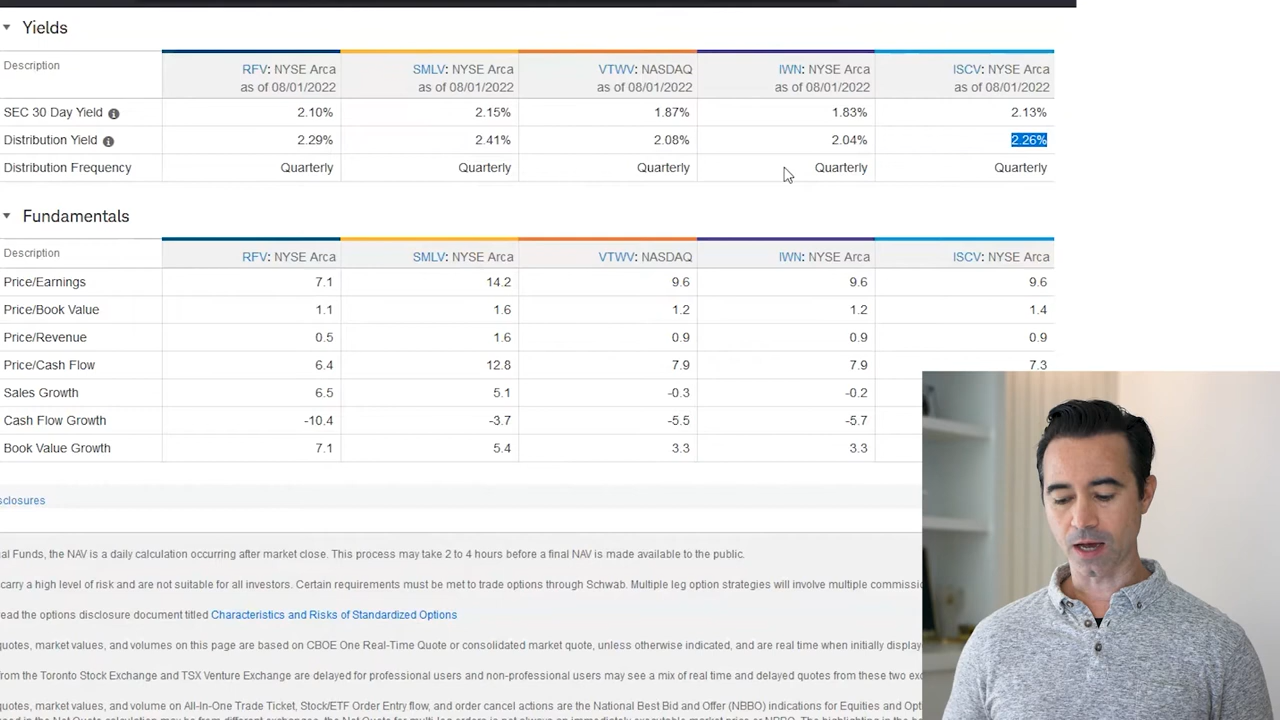 Yields
Description RFV: NYSE Arca as of 08/01/2022 SMLV: NYSE Arca as of 08/01/2022 VTWV: NASDAQ as of 08/01/2022 IWN: NYSE Arca as of 08/01/2022 ISCV: NYSE Arca as of 08/01/2022
SEC 30 Day Yield 2.10% 2.15% 1.87% 1.83% 2.13%
Distribution Yield 2.29% 2.41% 2.08% 2.04% 2.26%
Distribution Frequency Quarterly Quarterly Quarterly Quarterly Quarterly
Fundamentals
Description RFV: NYSE Arca SMLV: NYSE Arca VTWV: NASDAQ IWN: NYSE Arca ISCV: NYSE Arca
Price/Earnings 7.1 14.2 9.6 9.6 9.6
Price/Book Value 1.1 1.6 1.2 1.2 1.4
Price/Revenue 0.5 1.6 0.9 0.9 0.9
Price/Cash Flow 6.4 12.8 7.9 7.9 7.3
Sales Growth 6.5 5.1 -0.3 -0.2
Cash Flow Growth -10.4 -3.7 -5.5 -5.7
Book Value Growth 7.1 5.4 3.3 3.3
sclosures
al Funds, the NAV is a daily calculation occurring after market close. This process may take 2 to 4 hours before a final NAV is made available to the public.
carry a high level of risk and are not suitable for all investors. Certain requirements must be met to trade options through Schwab. Multiple leg option strategies will involve multiple commissi
read the options disclosure document titled Characteristics and Risks of Standardized Options
quotes, market values, and volumes on this page are based on CBOE One Real-Time Quote or consolidated market quote, unless otherwise indicated, and are real time when initially display
rom the Toronto Stock Exchange and TSX Venture Exchange are delayed for professional users and non-professional users may see a mix of real time and delayed quotes from these two exc
quotes, market values, and volume on All-In-One Trade Ticket, Stock/ETF Order Entry flow, and order cancel actions are the National Best Bid and Offer (NBBO) indications for Equities and Opt